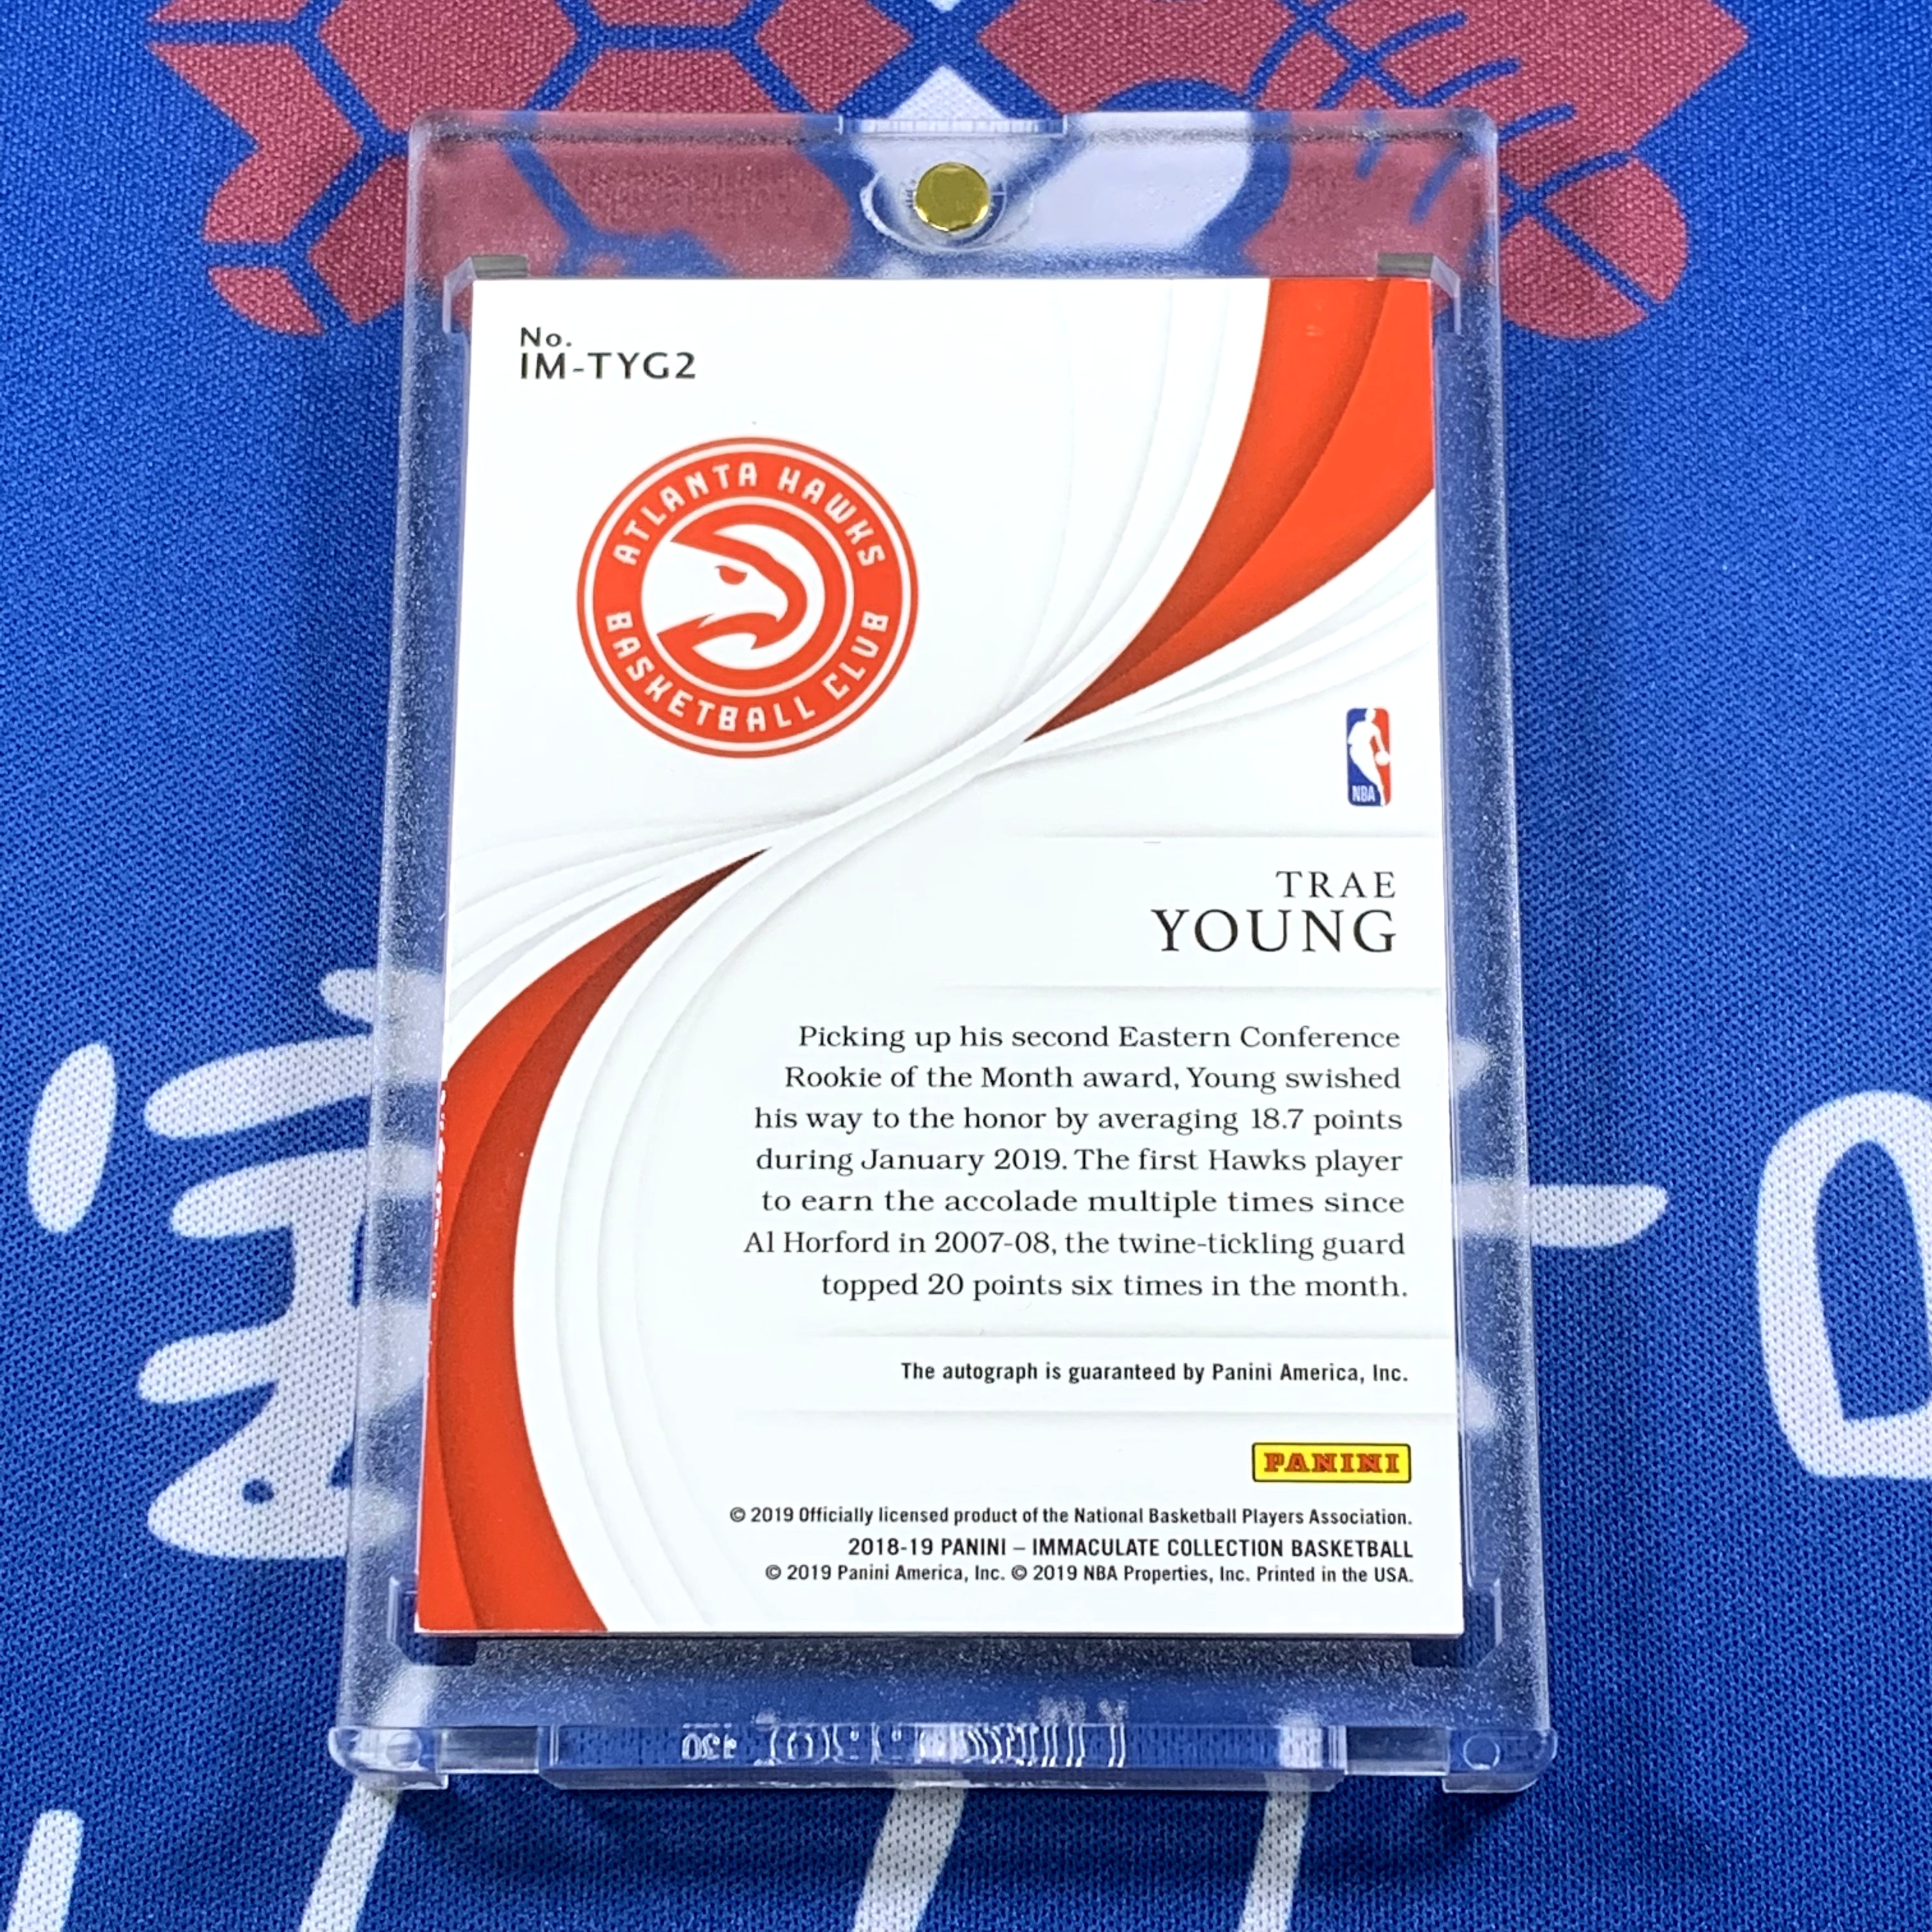 No.
IM-TYG2
ATLANTA HAWKS
BASKETBALL CLUB
NBA
TRAE
YOUNG
Picking up his second Eastern Conference
Rookie of the Month award, Young swished
his way to the honor by averaging 18.7 points
during January 2019. The first Hawks player
to earn the accolade multiple times since
Al Horford in 2007-08, the twine-tickling guard
topped 20 points six times in the month.
The autograph is guaranteed by Panini America, Inc.
PANINI
© 2019 Officially licensed product of the National Basketball Players Association.
2018-19 PANINI – IMMACULATE COLLECTION BASKETBALL
© 2019 Panini America, Inc. © 2019 NBA Properties, Inc. Printed in the USA.